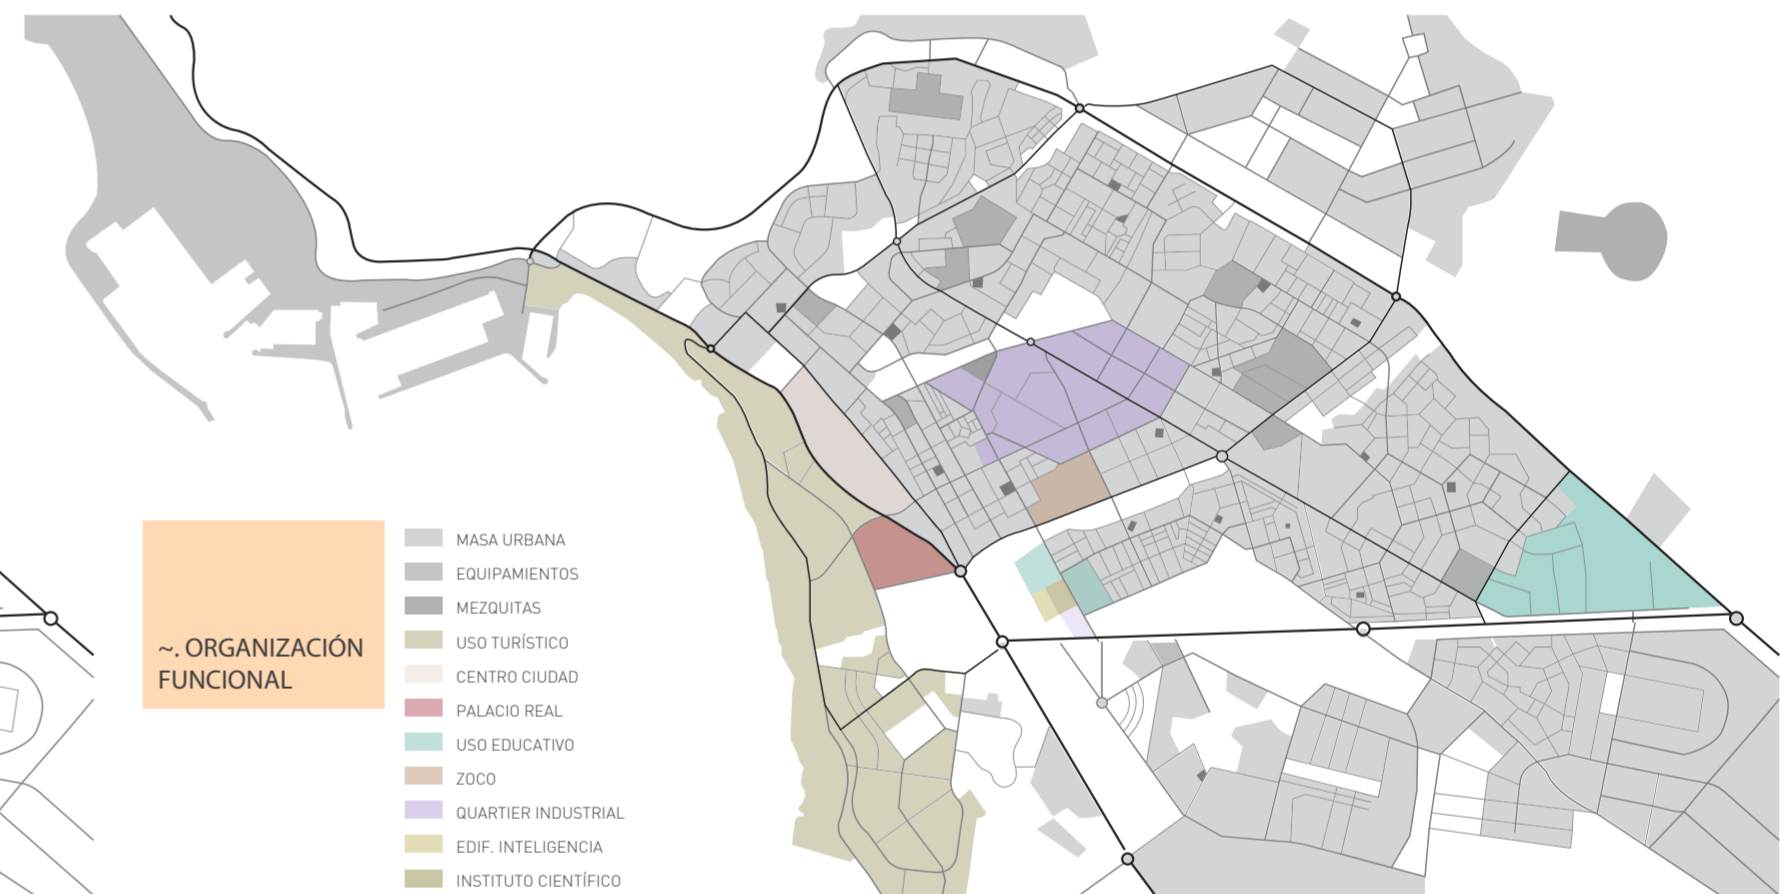 ~. ORGANIZACIÓN
FUNCIONAL
MASA URBANA
EQUIPAMIENTOS
MEZQUITAS
USO TURÍSTICO
CENTRO CIUDAD
PALACIO REAL
USO EDUCATIVO
ZOCO
QUARTIER INDUSTRIAL
EDIF. INTELIGENCIA
INSTITUTO CIENTÍFICO